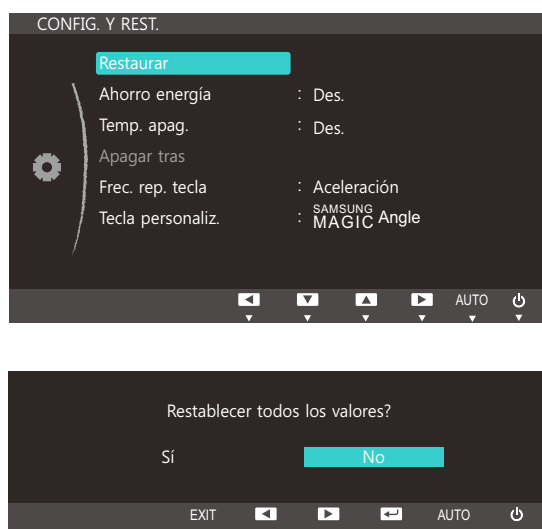 CONFIG. Y REST.
Restaurar
Ahorro energía : Des.
Temp. apag. : Des.
Apagar tras
Frec. rep. tecla : Aceleración
Tecla personaliz. : SAMSUNG MAGIC Angle
AUTO
Restablecer todos los valores?
Sí No
EXIT AUTO